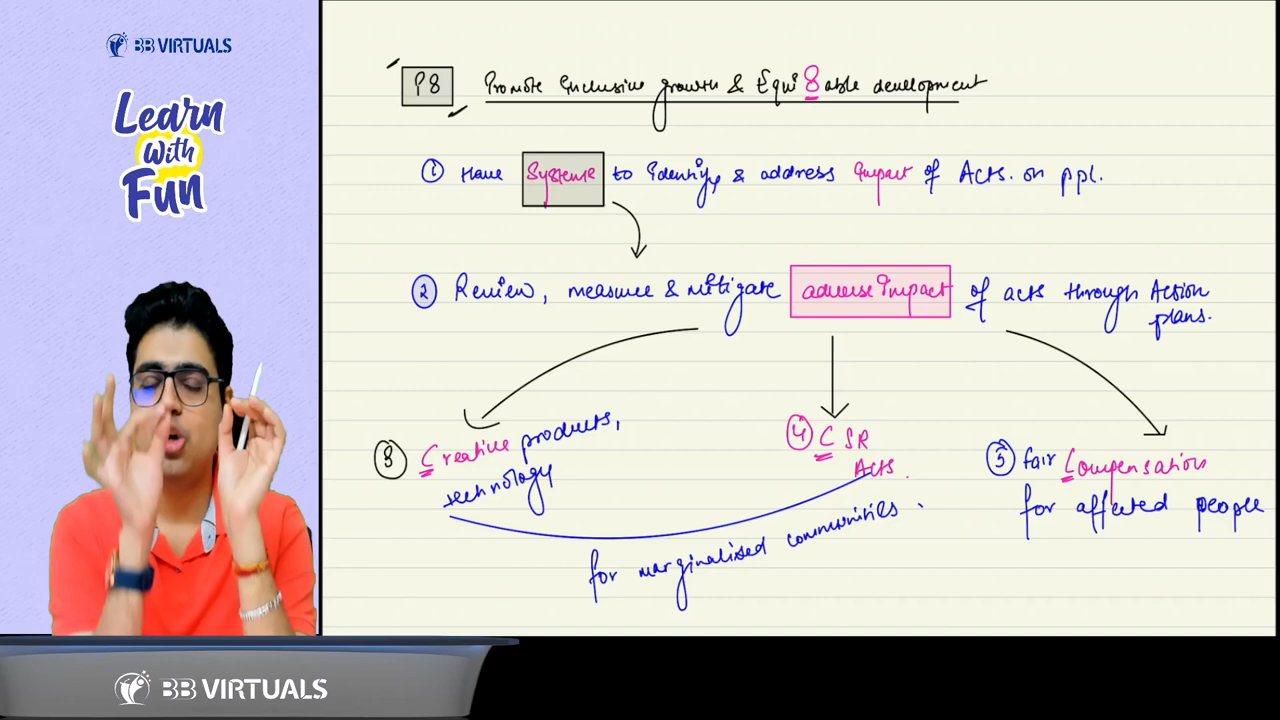 BB VIRTUALS
Learn
With
Fun
P8 Promote Inclusive growth & Equi8able development
① Have Systems to Identify & address Impact of Acts. on ppl.
② Review, measure & mitigate adverse impact of acts through Action
plans.
③ Creative products,
technology
④ CSR
Acts.
⑤ fair Compensation
for affected people
for marginalised communities.
BB VIRTUALS